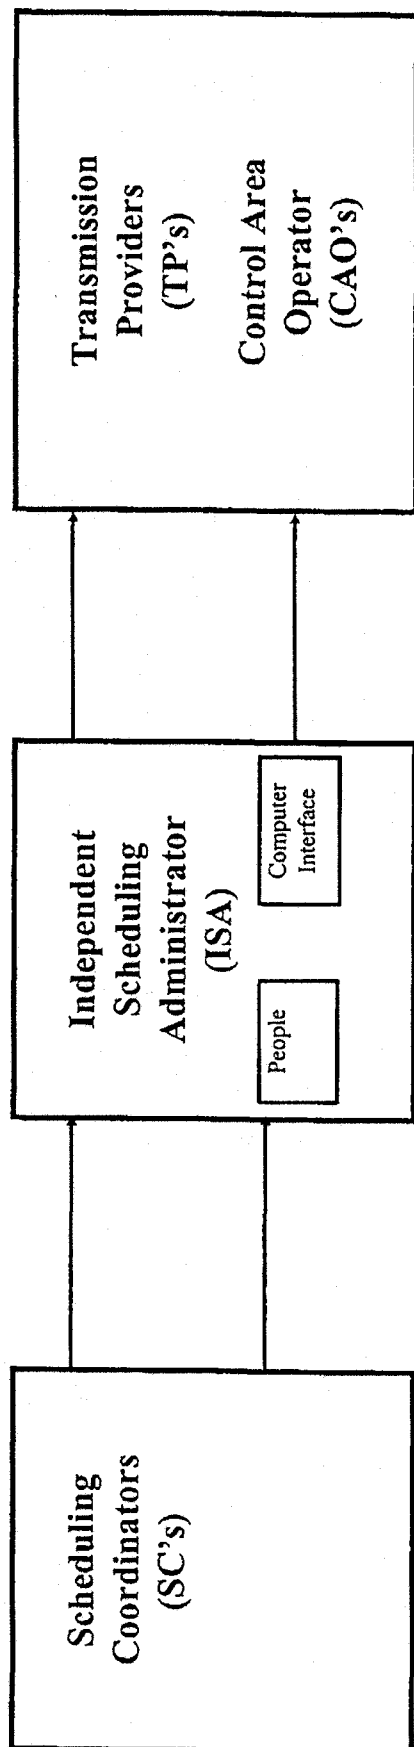 Scheduling
Coordinators
(SC's)
Independent
Scheduling
Administrator
(ISA)
People
Computer
Interface
Transmission
Providers
(TP's)
Control Area
Operator
(CAO's)